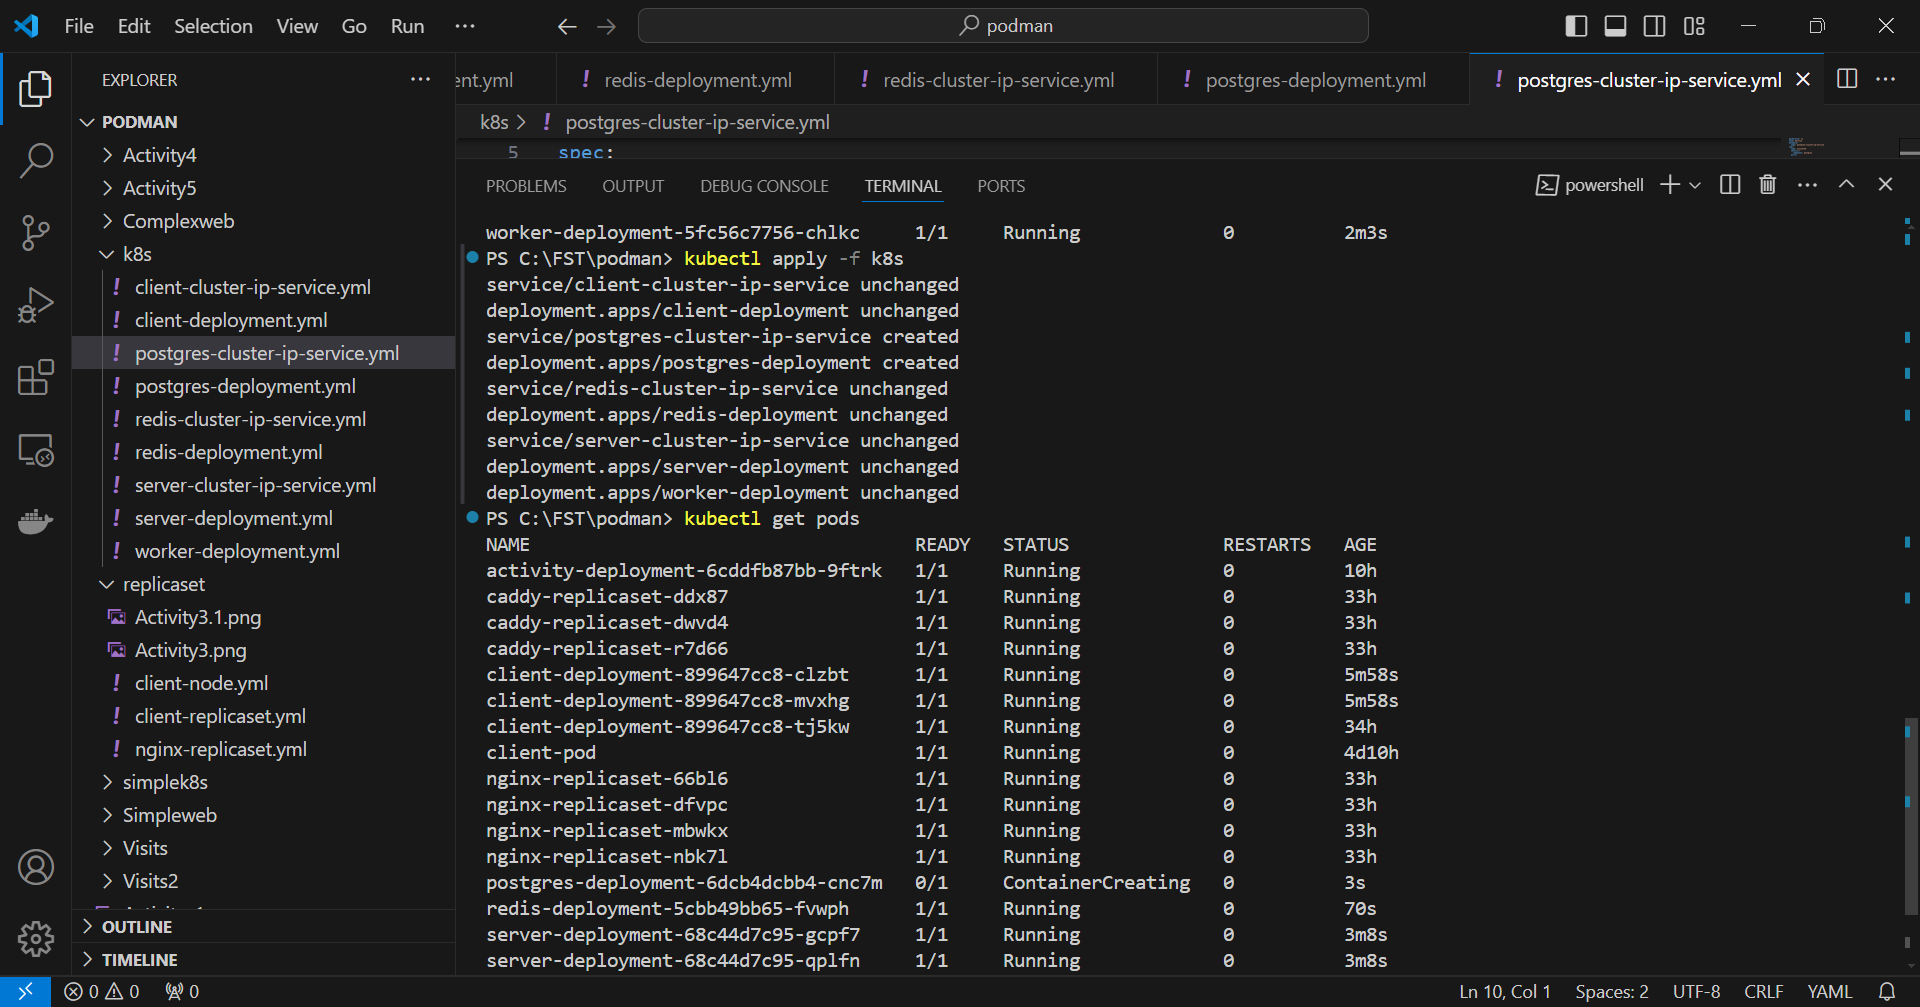 File Edit Selection View Go Run ··· podman
EXPLORER ···
PODMAN
Activity4
Activity5
Complexweb
k8s
client-cluster-ip-service.yml
client-deployment.yml
postgres-cluster-ip-service.yml
postgres-deployment.yml
redis-cluster-ip-service.yml
redis-deployment.yml
server-cluster-ip-service.yml
server-deployment.yml
worker-deployment.yml
replicaset
Activity3.1.png
Activity3.png
client-node.yml
client-replicaset.yml
nginx-replicaset.yml
simplek8s
Simpleweb
Visits
Visits2
OUTLINE
TIMELINE
ent.yml ! redis-deployment.yml ! redis-cluster-ip-service.yml ! postgres-deployment.yml ! postgres-cluster-ip-service.yml
k8s > ! postgres-cluster-ip-service.yml
5 spec:
PROBLEMS OUTPUT DEBUG CONSOLE TERMINAL PORTS powershell
worker-deployment-5fc56c7756-chlkc 1/1 Running 0 2m3s
PS C:\FST\podman> kubectl apply -f k8s
service/client-cluster-ip-service unchanged
deployment.apps/client-deployment unchanged
service/postgres-cluster-ip-service created
deployment.apps/postgres-deployment created
service/redis-cluster-ip-service unchanged
deployment.apps/redis-deployment unchanged
service/server-cluster-ip-service unchanged
deployment.apps/server-deployment unchanged
deployment.apps/worker-deployment unchanged
PS C:\FST\podman> kubectl get pods
NAME READY STATUS RESTARTS AGE
activity-deployment-6cddfb87bb-9ftrk 1/1 Running 0 10h
caddy-replicaset-ddx87 1/1 Running 0 33h
caddy-replicaset-dwvd4 1/1 Running 0 33h
caddy-replicaset-r7d66 1/1 Running 0 33h
client-deployment-899647cc8-clzbt 1/1 Running 0 5m58s
client-deployment-899647cc8-mvxhg 1/1 Running 0 5m58s
client-deployment-899647cc8-tj5kw 1/1 Running 0 34h
client-pod 1/1 Running 0 4d10h
nginx-replicaset-66bl6 1/1 Running 0 33h
nginx-replicaset-dfvpc 1/1 Running 0 33h
nginx-replicaset-mbwkx 1/1 Running 0 33h
nginx-replicaset-nbk7l 1/1 Running 0 33h
postgres-deployment-6dcb4dcbb4-cnc7m 0/1 ContainerCreating 0 3s
redis-deployment-5cbb49bb65-fvwph 1/1 Running 0 70s
server-deployment-68c44d7c95-gcpf7 1/1 Running 0 3m8s
server-deployment-68c44d7c95-qplfn 1/1 Running 0 3m8s
0 0 0 Ln 10, Col 1 Spaces: 2 UTF-8 CRLF YAML